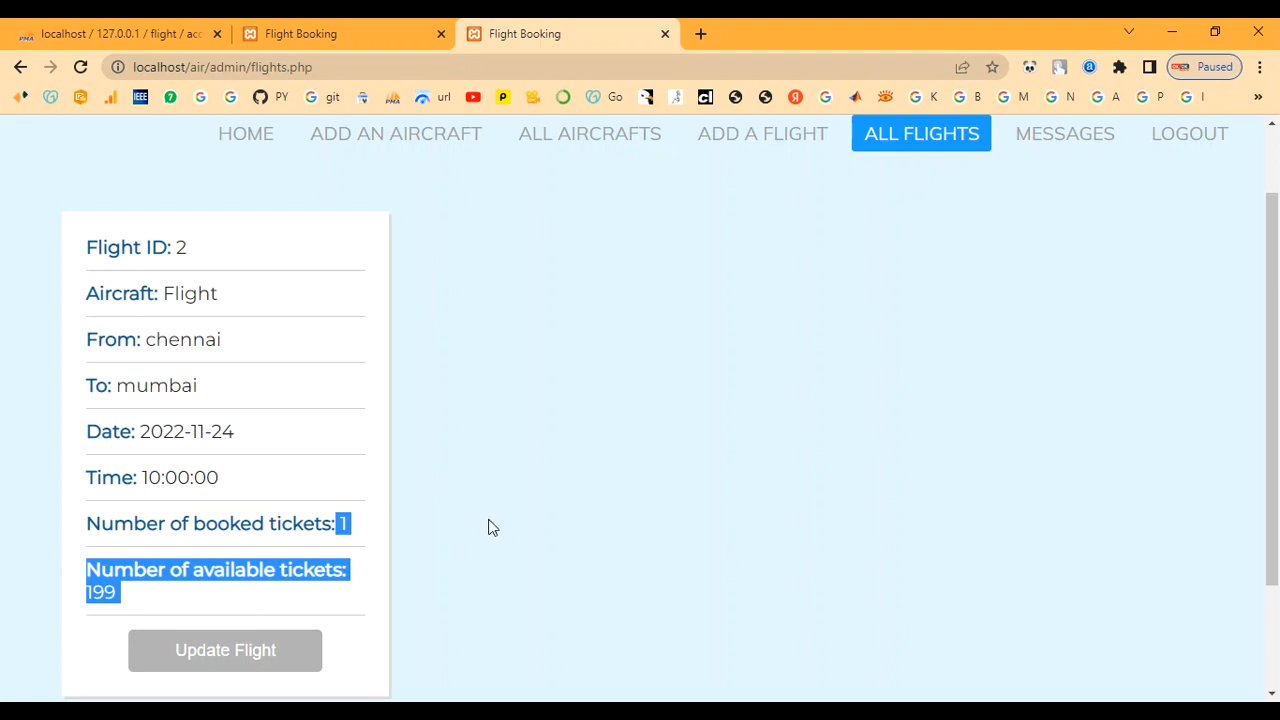 localhost / 127.0.0.1 / flight / acc
Flight Booking
Flight Booking
localhost/air/admin/flights.php
Paused
IEEE
PY
git
url
Go
K
B
M
N
A
P
I
HOME
ADD AN AIRCRAFT
ALL AIRCRAFTS
ADD A FLIGHT
ALL FLIGHTS
MESSAGES
LOGOUT
Flight ID: 2
Aircraft: Flight
From: chennai
To: mumbai
Date: 2022-11-24
Time: 10:00:00
Number of booked tickets: 1
Number of available tickets:
199
Update Flight